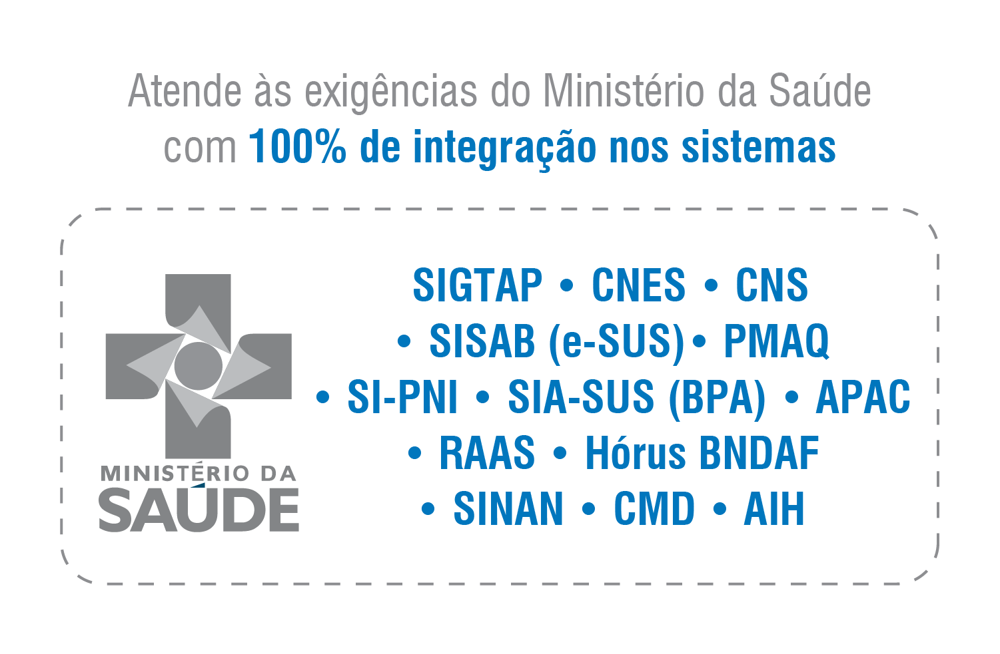 Atende às exigências do Ministério da Saúde
com 100% de integração nos sistemas
SIGTAP • CNES • CNS
• SISAB (e-SUS) • PMAQ
• SI-PNI • SIA-SUS (BPA) • APAC
• RAAS • Hórus BNDAF
• SINAN • CMD • AIH
MINISTÉRIO DA
SAÚDE